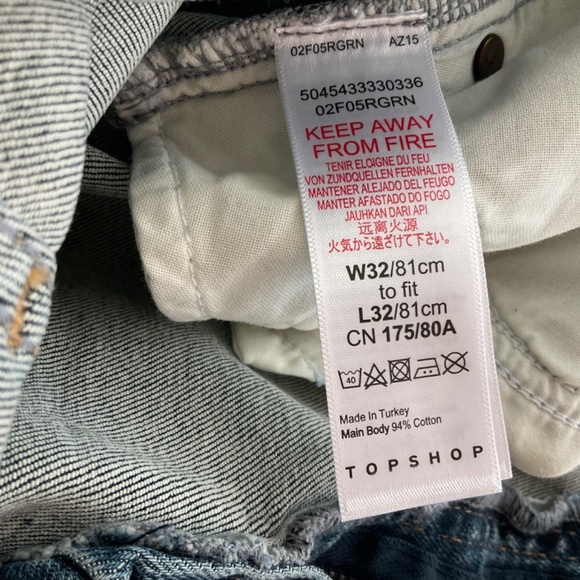 02F05RGRN AZ15
5045433330336
02F05RGRN
KEEP AWAY
FROM FIRE
TENIR ELOIGNE DU FEU
VON ZUNDQUELLEN FERNHALTEN
MANTENER ALEJADO DEL FEUGO
MANTER AFASTADO DO FOGO
JAUHKAN DARI API
远离火源
火気から遠ざけて下さい。
W32/81cm
to fit
L32/81cm
CN 175/80A
40
Made In Turkey
Main Body 94% Cotton
TOPSHOP